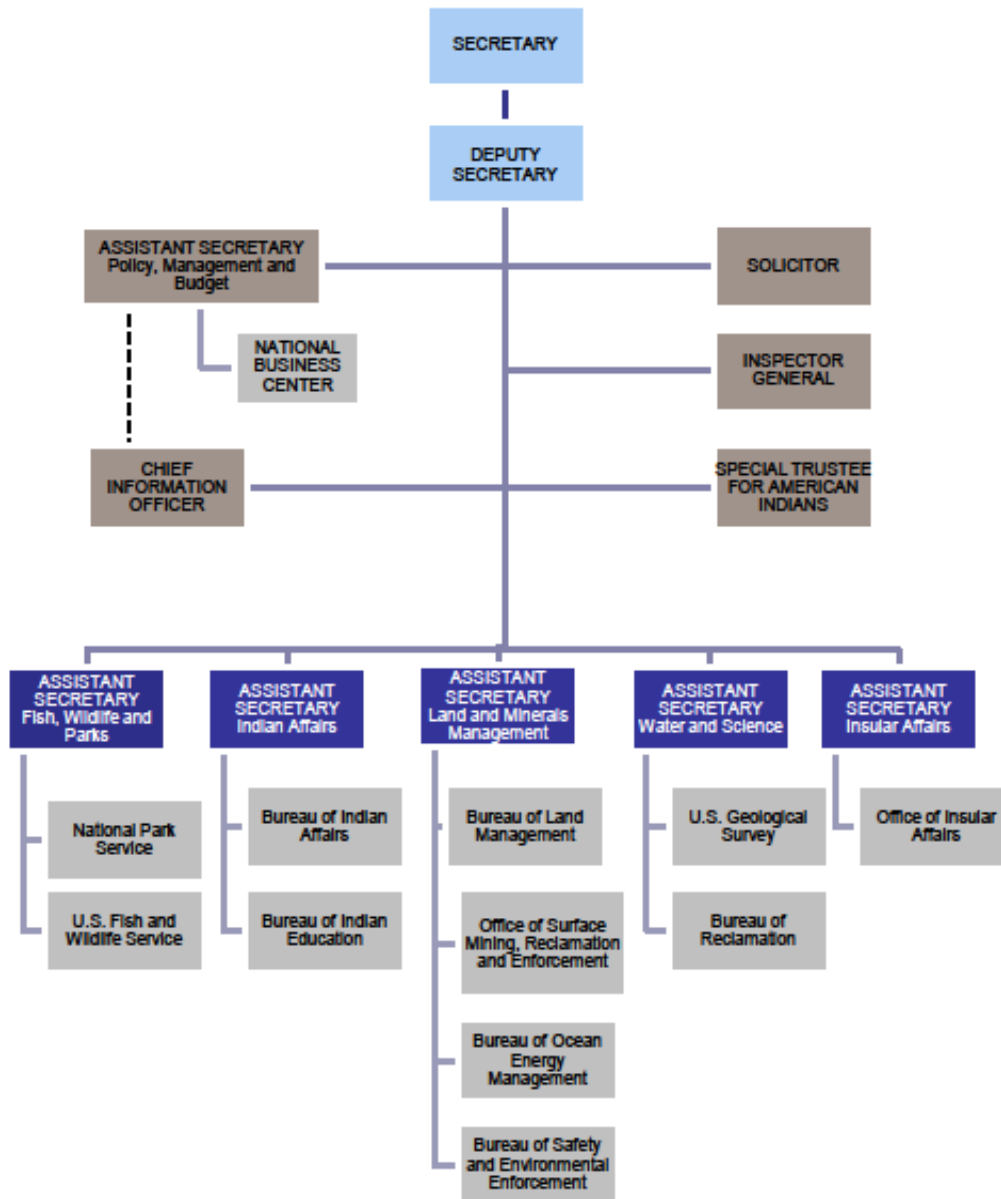 SECRETARY
DEPUTY
SECRETARY
ASSISTANT SECRETARY
Policy, Management and
Budget
SOLICITOR
NATIONAL
BUSINESS
CENTER
INSPECTOR
GENERAL
CHIEF
INFORMATION
OFFICER
SPECIAL TRUSTEE
FOR AMERICAN
INDIANS
ASSISTANT
SECRETARY
Fish, Wildlife and
Parks
ASSISTANT
SECRETARY
Indian Affairs
ASSISTANT
SECRETARY
Land and Minerals
Management
ASSISTANT
SECRETARY
Water and Science
ASSISTANT
SECRETARY
Insular Affairs
National Park
Service
U.S. Fish and
Wildlife Service
Bureau of Indian
Affairs
Bureau of Indian
Education
Bureau of Land
Management
Office of Surface
Mining, Reclamation
and Enforcement
Bureau of Ocean
Energy
Management
Bureau of Safety
and Environmental
Enforcement
U.S. Geological
Survey
Bureau of
Reclamation
Office of Insular
Affairs